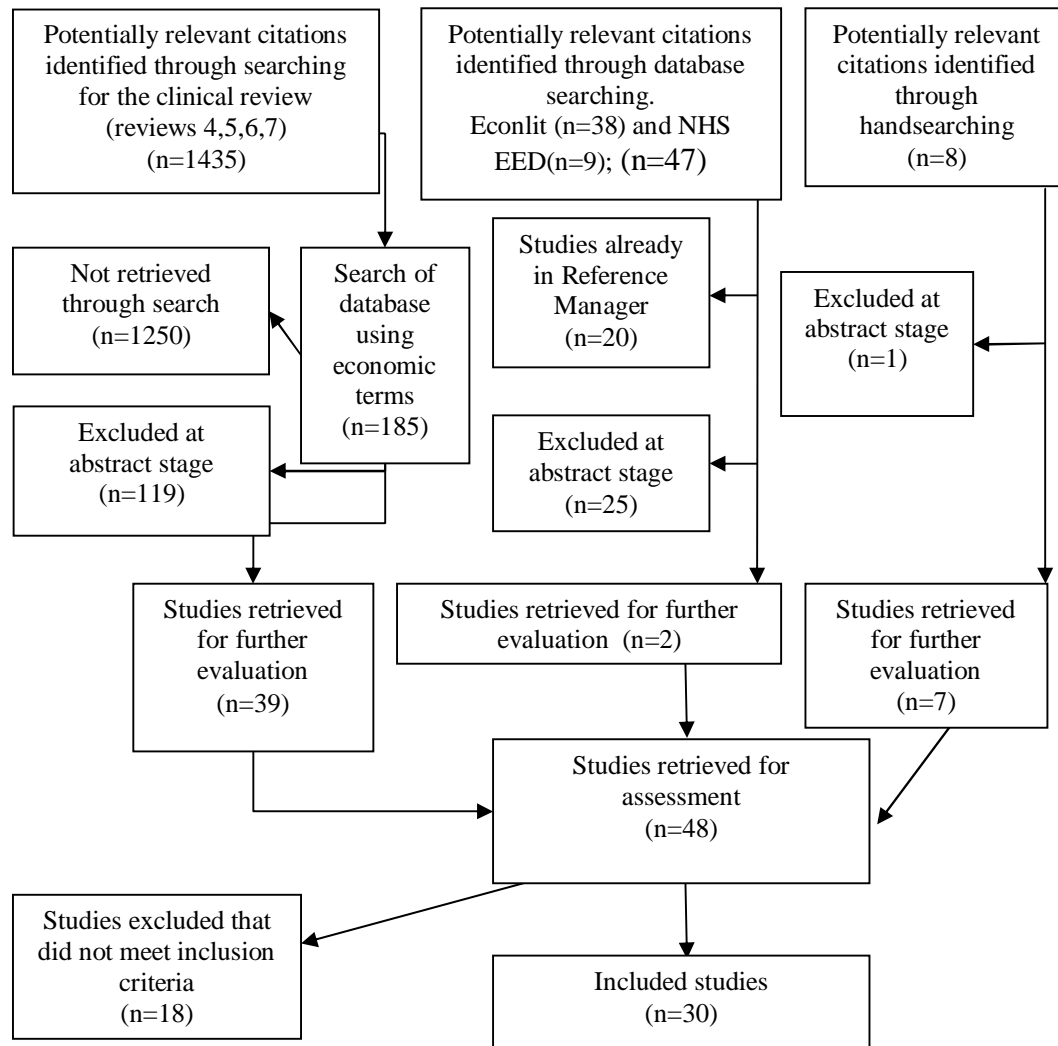 Potentially relevant citations
identified through searching
for the clinical review
(reviews 4,5,6,7)
(n=1435)
Potentially relevant citations
identified through database
searching.
Econlit (n=38) and NHS
EED(n=9); (n=47)
Potentially relevant
citations identified
through
handsearching
(n=8)
Not retrieved
through search
(n=1250)
Search of
database
using
economic
terms
(n=185)
Studies already
in Reference
Manager
(n=20)
Excluded at
abstract stage
(n=1)
Excluded at
abstract stage
(n=119)
Excluded at
abstract stage
(n=25)
Studies retrieved
for further
evaluation
(n=39)
Studies retrieved for further
evaluation (n=2)
Studies retrieved
for further
evaluation
(n=7)
Studies retrieved for
assessment
(n=48)
Studies excluded that
did not meet inclusion
criteria
(n=18)
Included studies
(n=30)